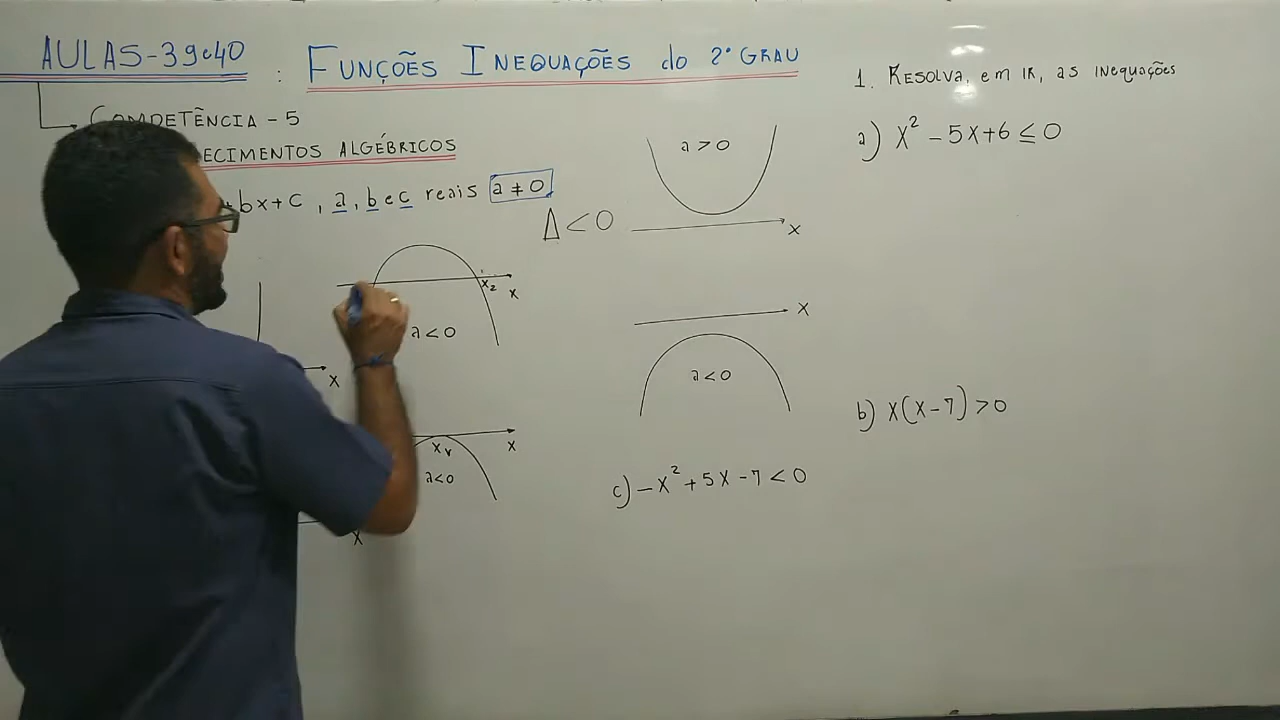 AULAS-39e40 : FUNÇÕES INEQUAÇÕES do 2° GRAU
COMPETÊNCIA - 5
ECIMENTOS ALGÉBRICOS
+bx+c, a, b e c reais a ≠ 0
x₂
x
a < 0
x
x
xᵥ
a<0
x
Δ < 0
a > 0
x
x
a < 0
c) -x² + 5x - 7 < 0
1. RESOLVA, em IR, as inequações
a) x² - 5x + 6 ≤ 0
b) x(x - 7) > 0